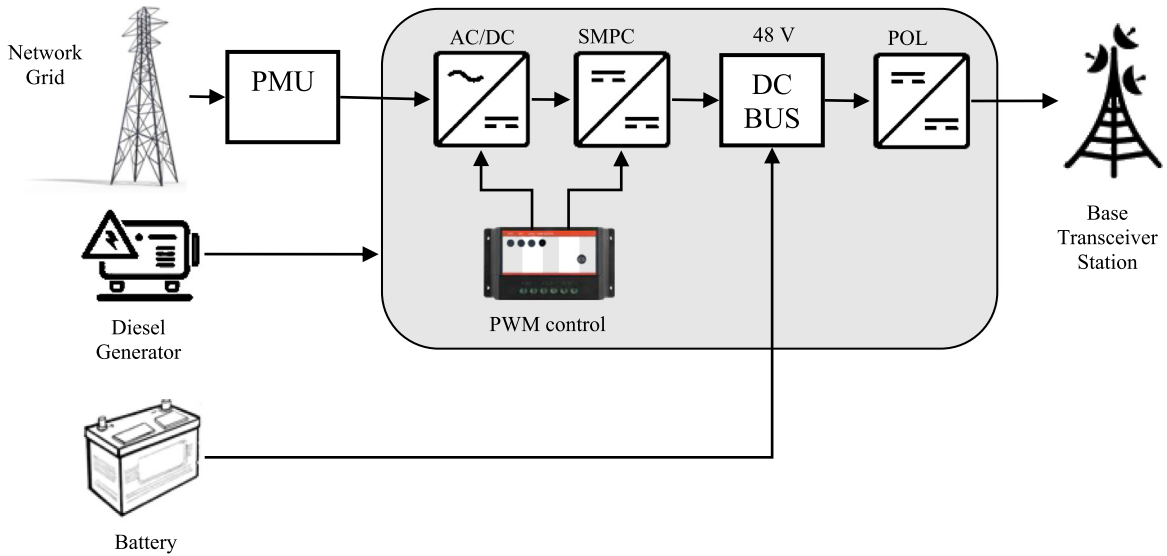 Network
Grid
PMU
AC/DC
SMPC
48 V
POL
DC
BUS
Base
Transceiver
Station
PWM control
Diesel
Generator
Battery